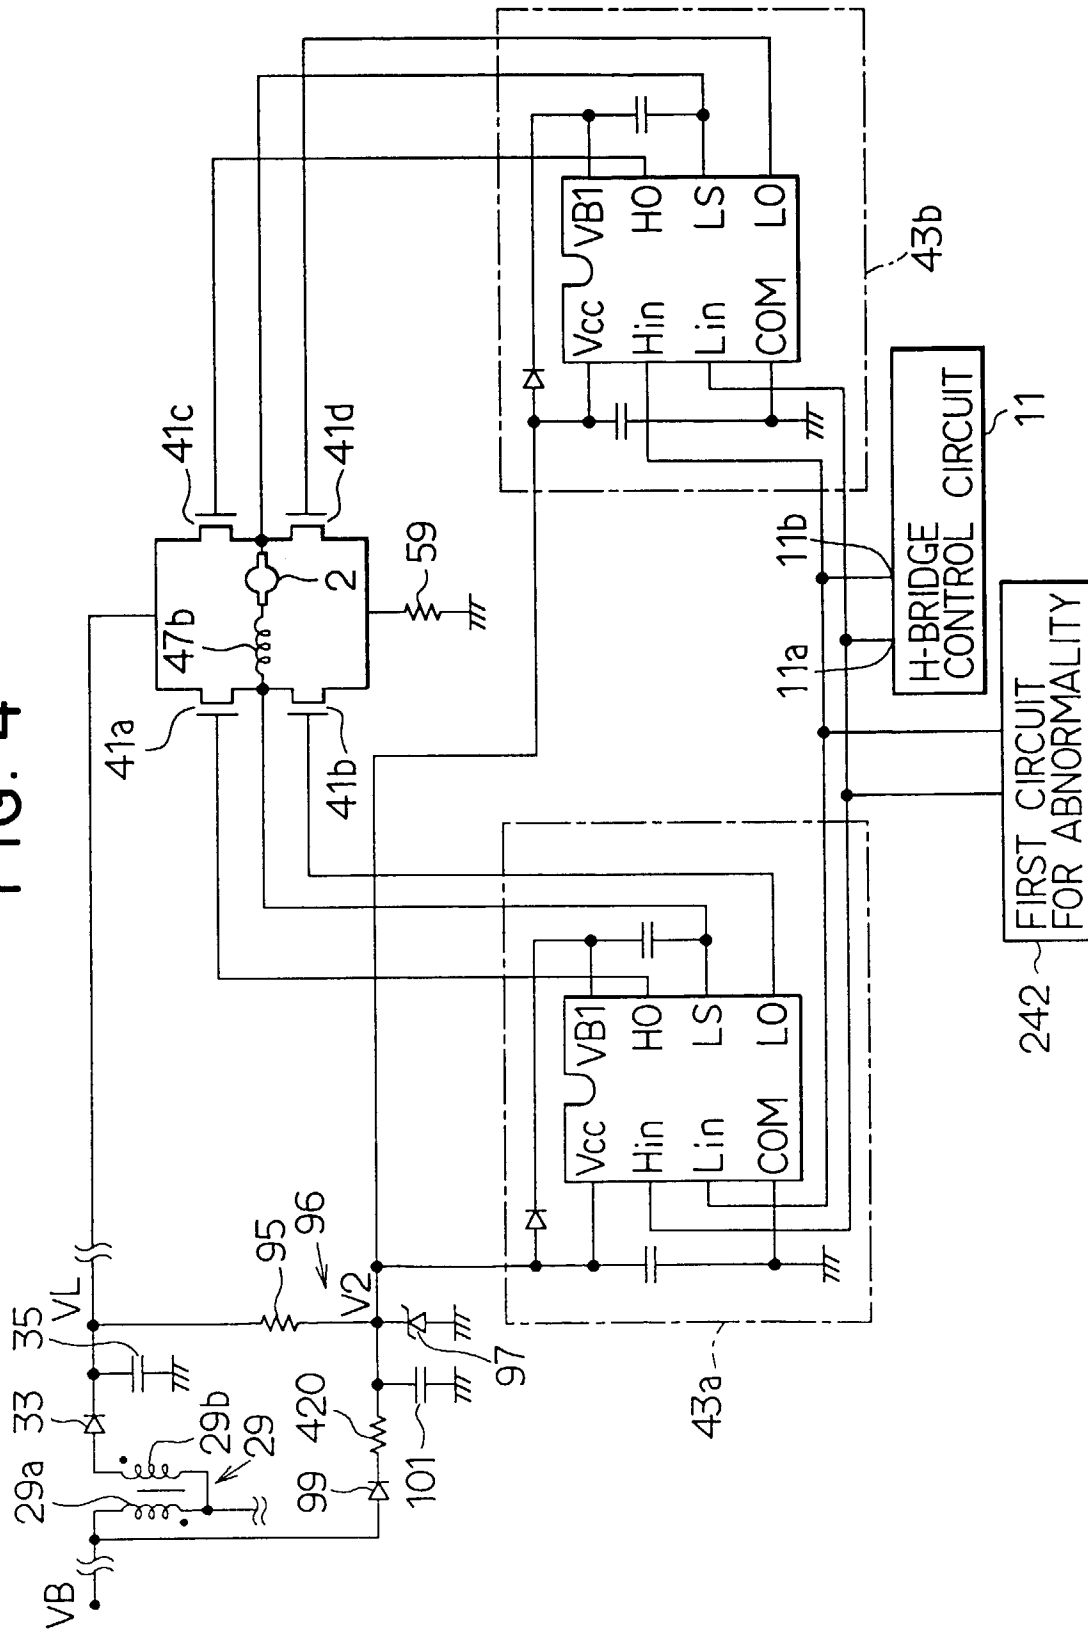 FIG. 4
VB
29a
29b
29
33
35
VL
99
420
101
97
95
96
V2
41a
41b
41c
41d
47b
2
59
43a
Vcc
VB1
Hin
HO
Lin
LS
COM
LO
43b
Vcc
VB1
Hin
HO
Lin
LS
COM
LO
11a
11b
H-BRIDGE
CONTROL CIRCUIT
11
242
FIRST CIRCUIT
FOR ABNORMALITY